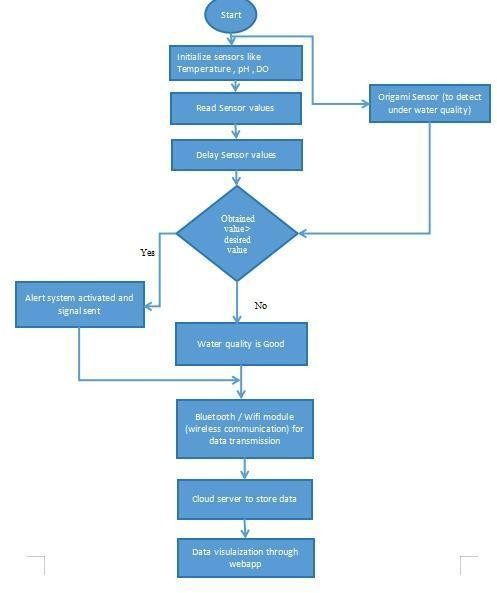 Start
Initialize sensors like
Temperature , pH , DO
Origami Sensor (to detect
under water quality)
Read Sensor values
Delay Sensor values
Obtained
value>
desired
value
Yes
Alert system activated and
signal sent
No
Water quality is Good
Bluetooth / Wifi module
(wireless communication) for
data transmission
Cloud server to store data
Data visulaization through
webapp